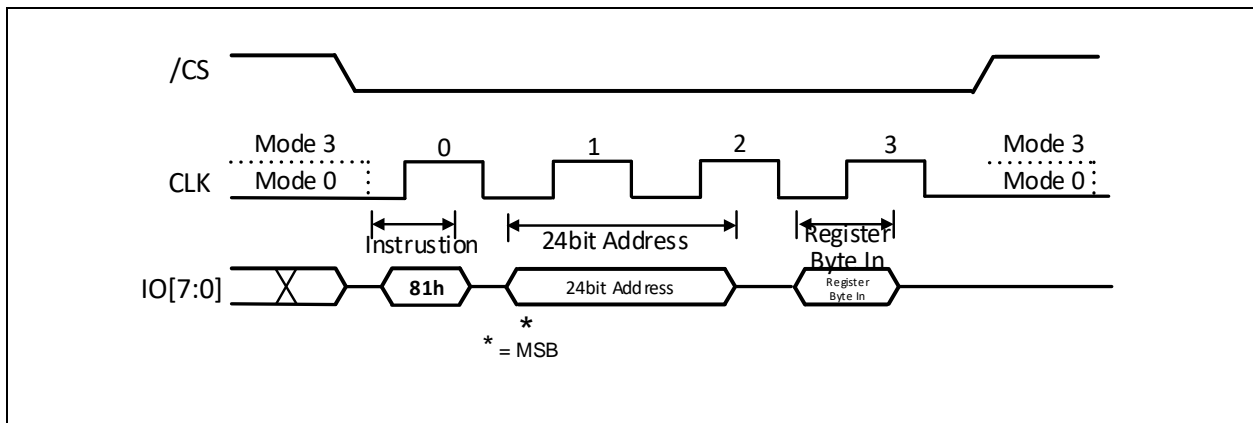 /CS
Mode 3
0
1
2
3
Mode 3
CLK
Mode 0
Mode 0
Instrustion
24bit Address
Register
Byte In
IO[7:0]
81h
24bit Address
Register
Byte In
*
* = MSB